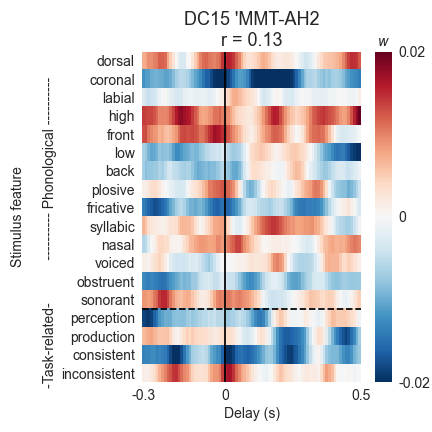 DC15 'MMT-AH2
r = 0.13
w
dorsal
coronal
labial
high
front
low
back
plosive
fricative
syllabic
nasal
voiced
obstruent
sonorant
perception
production
consistent
inconsistent
Stimulus feature
-Task-related- ---------- Phonological ----------
0.02
0
-0.02
-0.3
0
0.5
Delay (s)